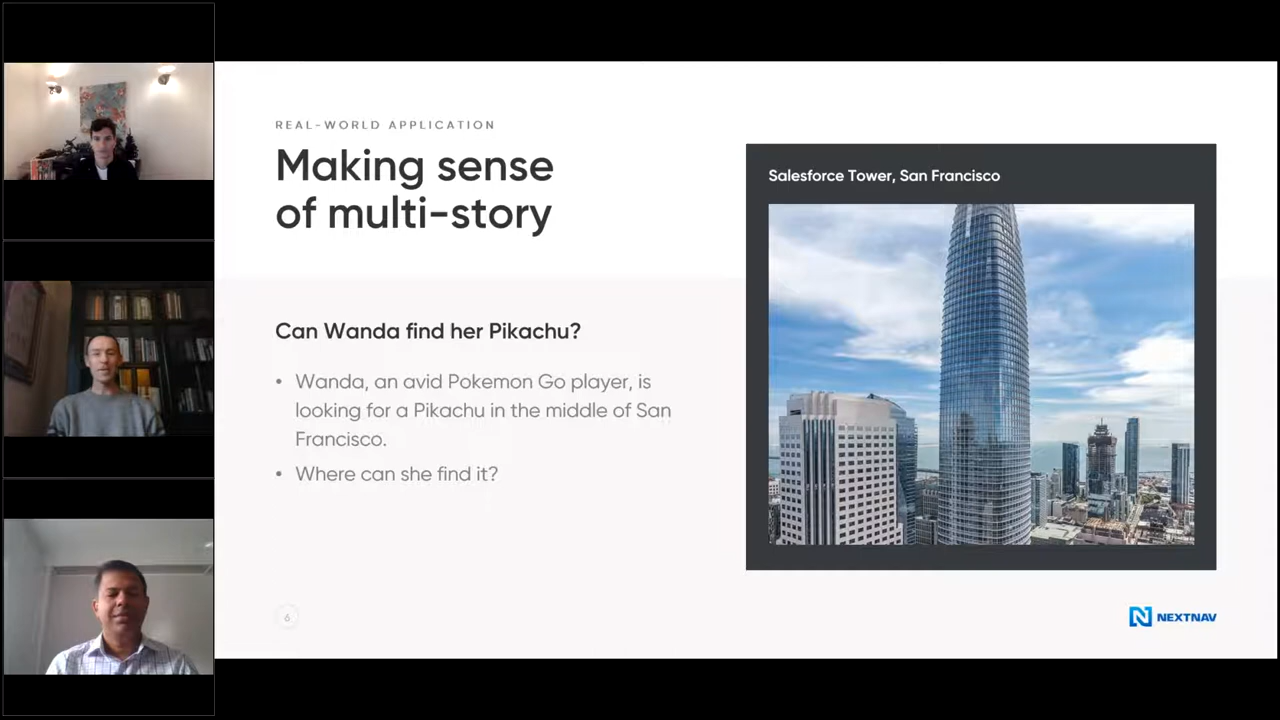 REAL-WORLD APPLICATION
Making sense
of multi-story
Can Wanda find her Pikachu?
• Wanda, an avid Pokemon Go player, is
looking for a Pikachu in the middle of San
Francisco.
• Where can she find it?
6
Salesforce Tower, San Francisco
NEXTNAV